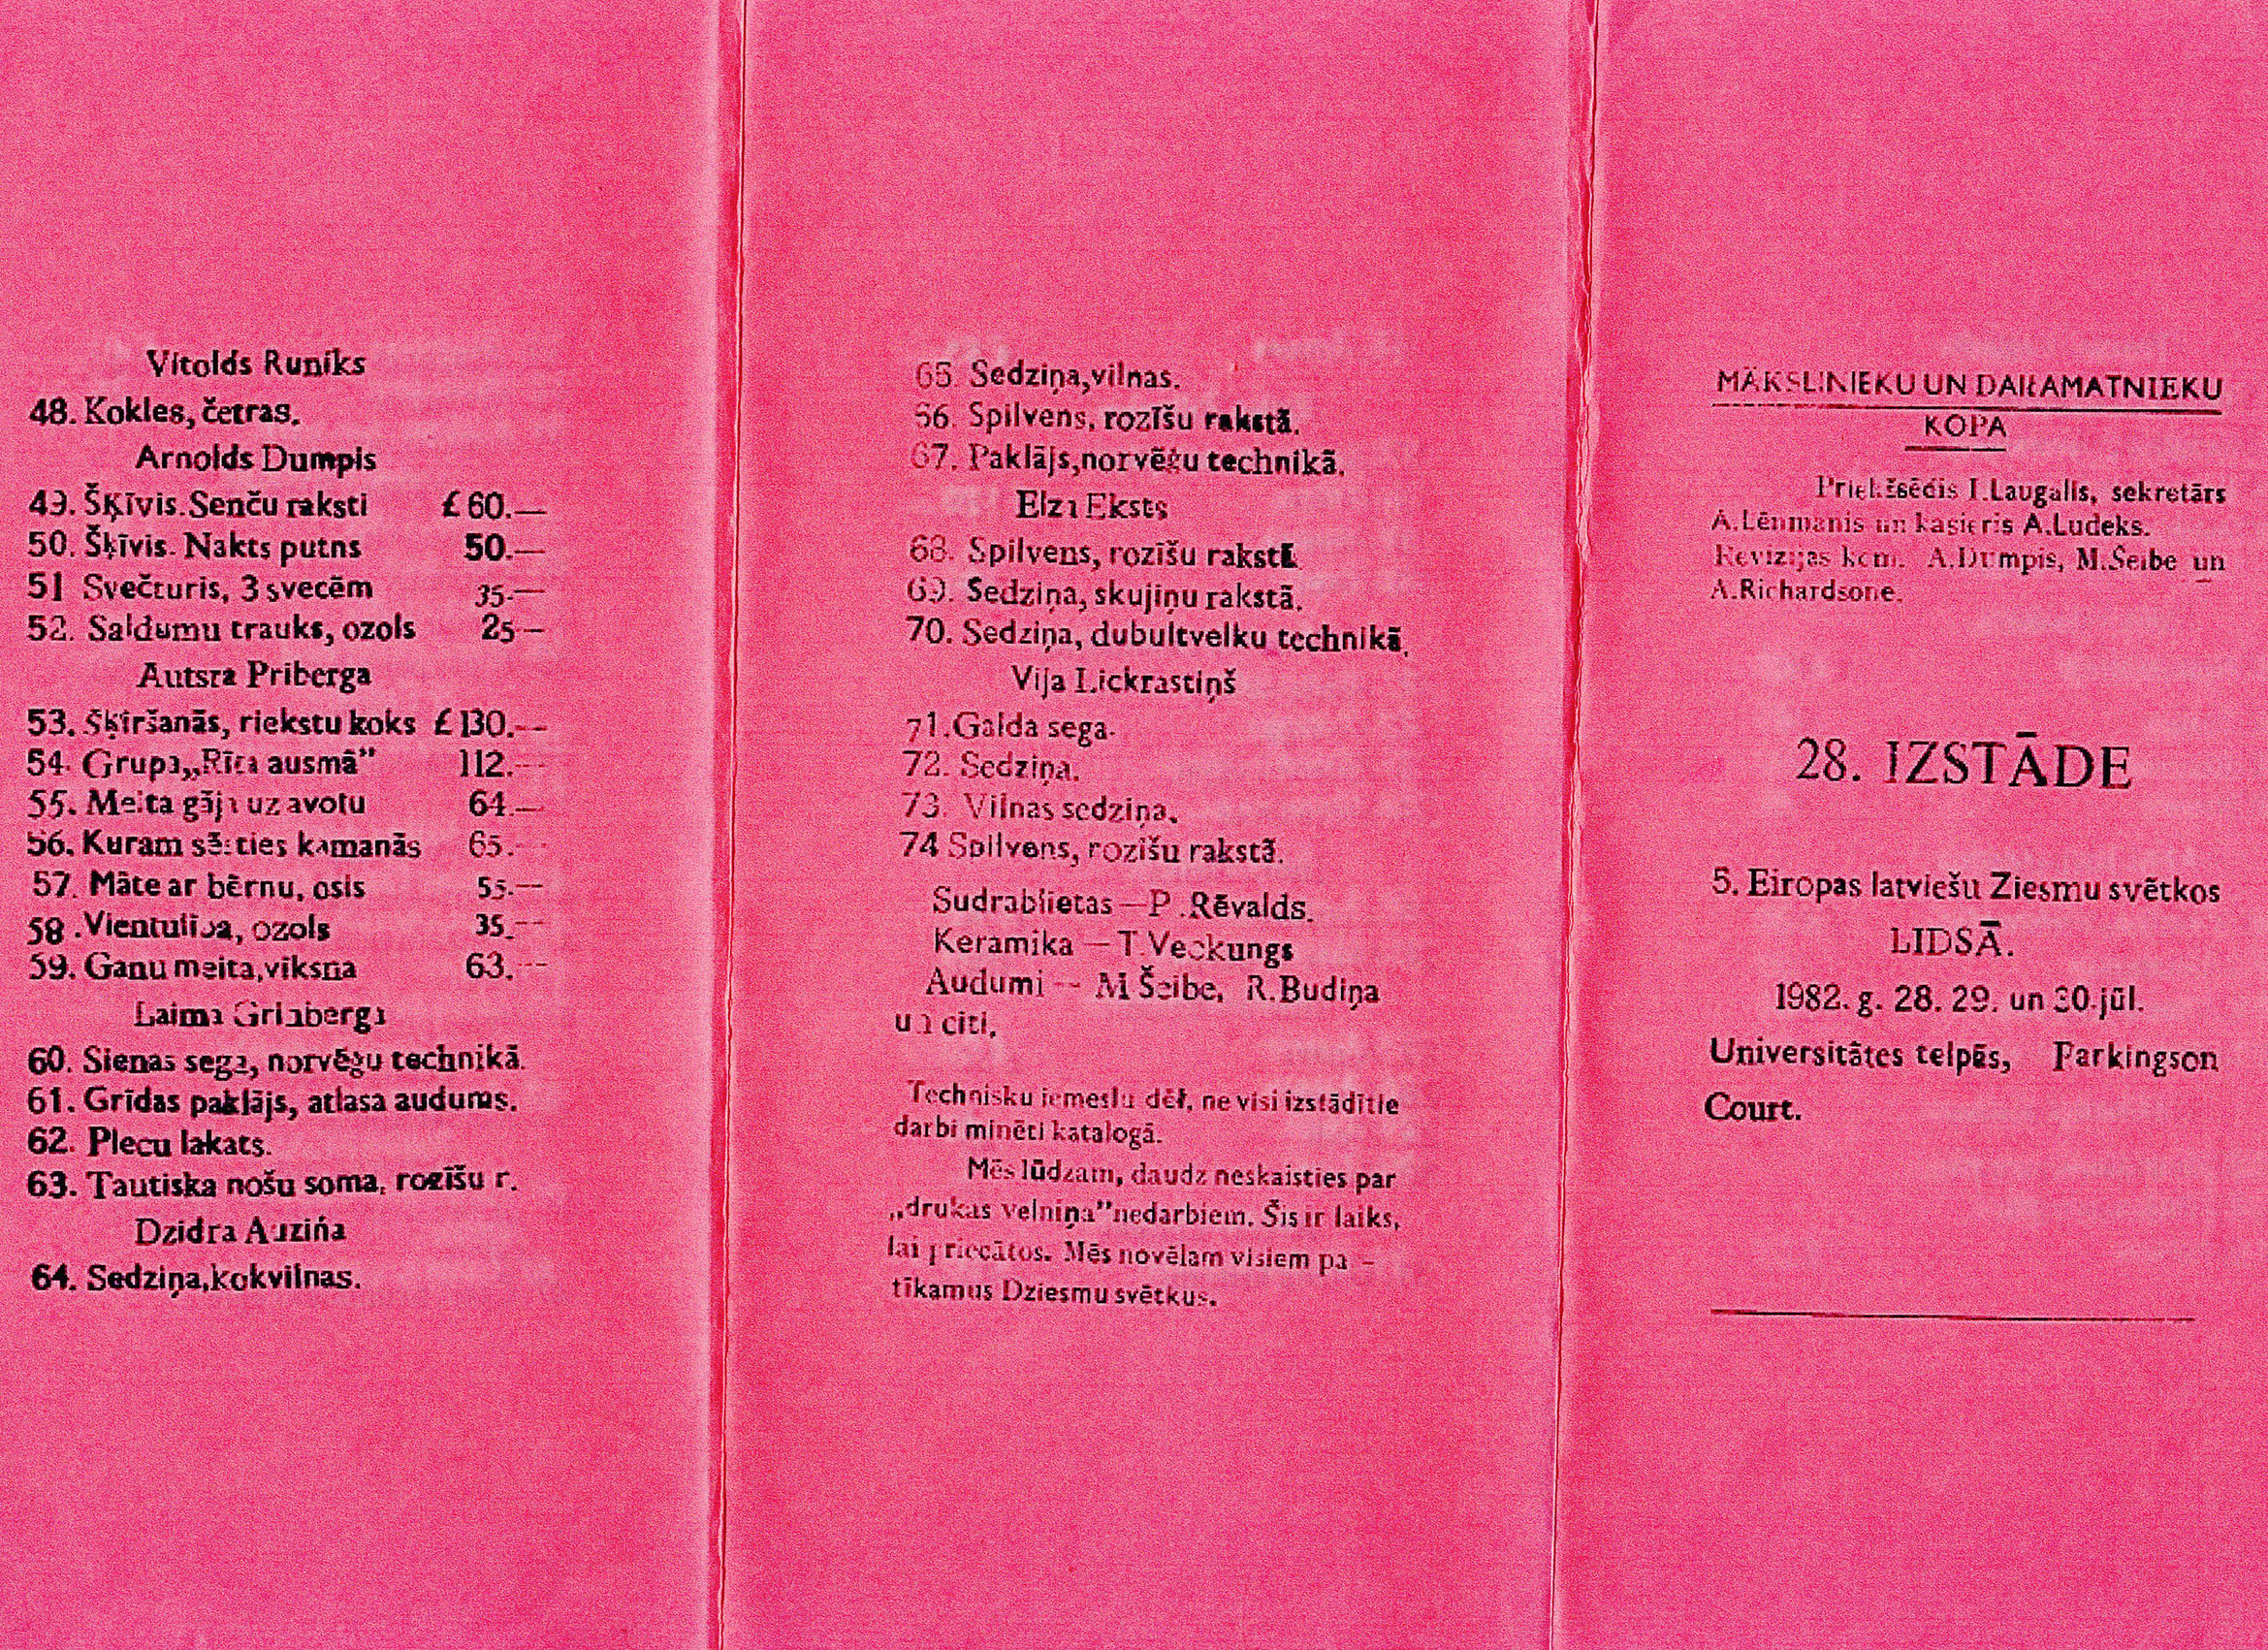 Vitolds Runiks
48. Kokles, četras.
Arnolds Dumpis
49. Šķīvis. Senču raksti £ 60.—
50. Šķīvis. Nakts putns 50.—
51 Svečturis, 3 svecēm 35.—
52. Saldumu trauks, ozols 25—
Autsra Priberga
53. Šķiršanās, riekstu koks £ 130.—
54. Grupa „Rīta ausmā” 112.—
55. Meita gāja uz avotu 64.—
56. Kuram sēsties kamanās 65.—
57. Māte ar bērnu, osis 55.—
58. Vientulība, ozols 35.—
59. Ganu meita, vīksna 63.—
Laima Grinberga
60. Sienas sega, norvēģu technikā.
61. Grīdas paklājs, atlasa audums.
62. Plecu lakats.
63. Tautiska nošu soma, rozīšu r.
Dzidra Auziņa
64. Sedziņa, kokvilnas.
65. Sedziņa, vilnas.
66. Spilvens, rozīšu rakstā.
67. Paklājs, norvēģu technikā.
Elza Eksts
68. Spilvens, rozīšu rakstā
69. Sedziņa, skujiņu rakstā.
70. Sedziņa, dubultvelku technikā.
Vija Lickrastiņš
71. Galda sega.
72. Sedziņa.
73. Vilnas sedziņa.
74 Spilvens, rozīšu rakstā.
Sudrablietas — P. Rēvalds.
Keramika — T. Veckungs
Audumi — M Šeibe, R. Budiņa
un citi.
Technisku iemeslu dēļ, ne visi izstādītie
darbi minēti katalogā.
Mēs lūdzam, daudz neskaisties par
„drukas velniņa” nedarbiem. Šis ir laiks,
lai priecātos. Mēs novēlam visiem pa -
tīkamus Dziesmu svētkus.
MĀKSLINIEKU UN DAIĻAMATNIEKU
KOPA
Priekšsēdis I. Laugalis, sekretārs
A. Lēnmanis un kasieris A. Ludeks.
Revizijas kom. A. Dumpis, M. Šeibe un
A. Richardsone.
28. IZSTĀDE
5. Eiropas latviešu Ziesmu svētkos
LIDSĀ.
1982. g. 28. 29. un 30. jūl.
Universitātes telpās, Parkingson
Court.